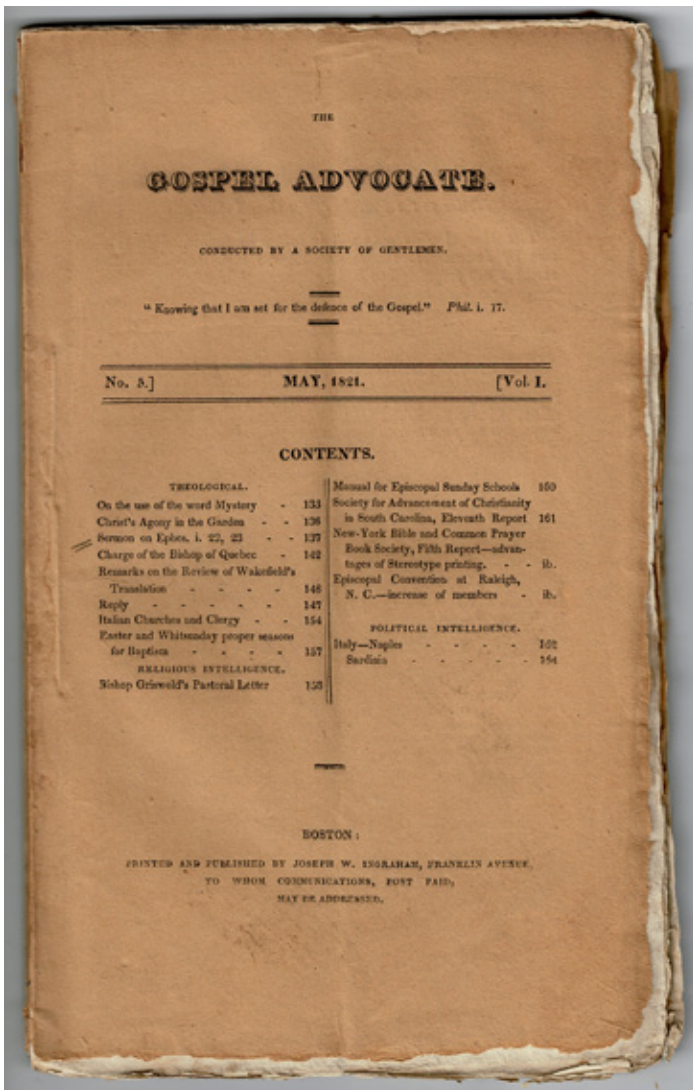 THE
GOSPEL ADVOCATE.
CONDUCTED BY A SOCIETY OF GENTLEMEN.
“ Knowing that I am set for the defence of the Gospel.” Phil. i. 17.
No. 5.] MAY, 1821. [Vol. I.
CONTENTS.
THEOLOGICAL.
On the use of the word Mystery - 133
Christ's Agony in the Garden - - 136
Sermon on Ephes. i. 22, 23 - - 137
Charge of the Bishop of Quebec - 142
Remarks on the Review of Wakefield's
Translation - - - - 146
Reply - - - - - 147
Italian Churches and Clergy - - 154
Easter and Whitsunday proper seasons
for Baptism - - - - 157
RELIGIOUS INTELLIGENCE.
Bishop Griswold's Pastoral Letter 158
Manual for Episcopal Sunday Schools 160
Society for Advancement of Christianity
in South Carolina, Eleventh Report 161
New-York Bible and Common Prayer
Book Society, Fifth Report—advan-
tages of Stereotype printing. - - ib.
Episcopal Convention at Raleigh,
N. C.—increase of members - ib.
POLITICAL INTELLIGENCE.
Italy—Naples - - - - 162
Sardinia - - - - - 164
BOSTON :
PRINTED AND PUBLISHED BY JOSEPH W. INGRAHAM, FRANKLIN AVENUE,
TO WHOM COMMUNICATIONS, POST PAID,
MAY BE ADDRESSED.